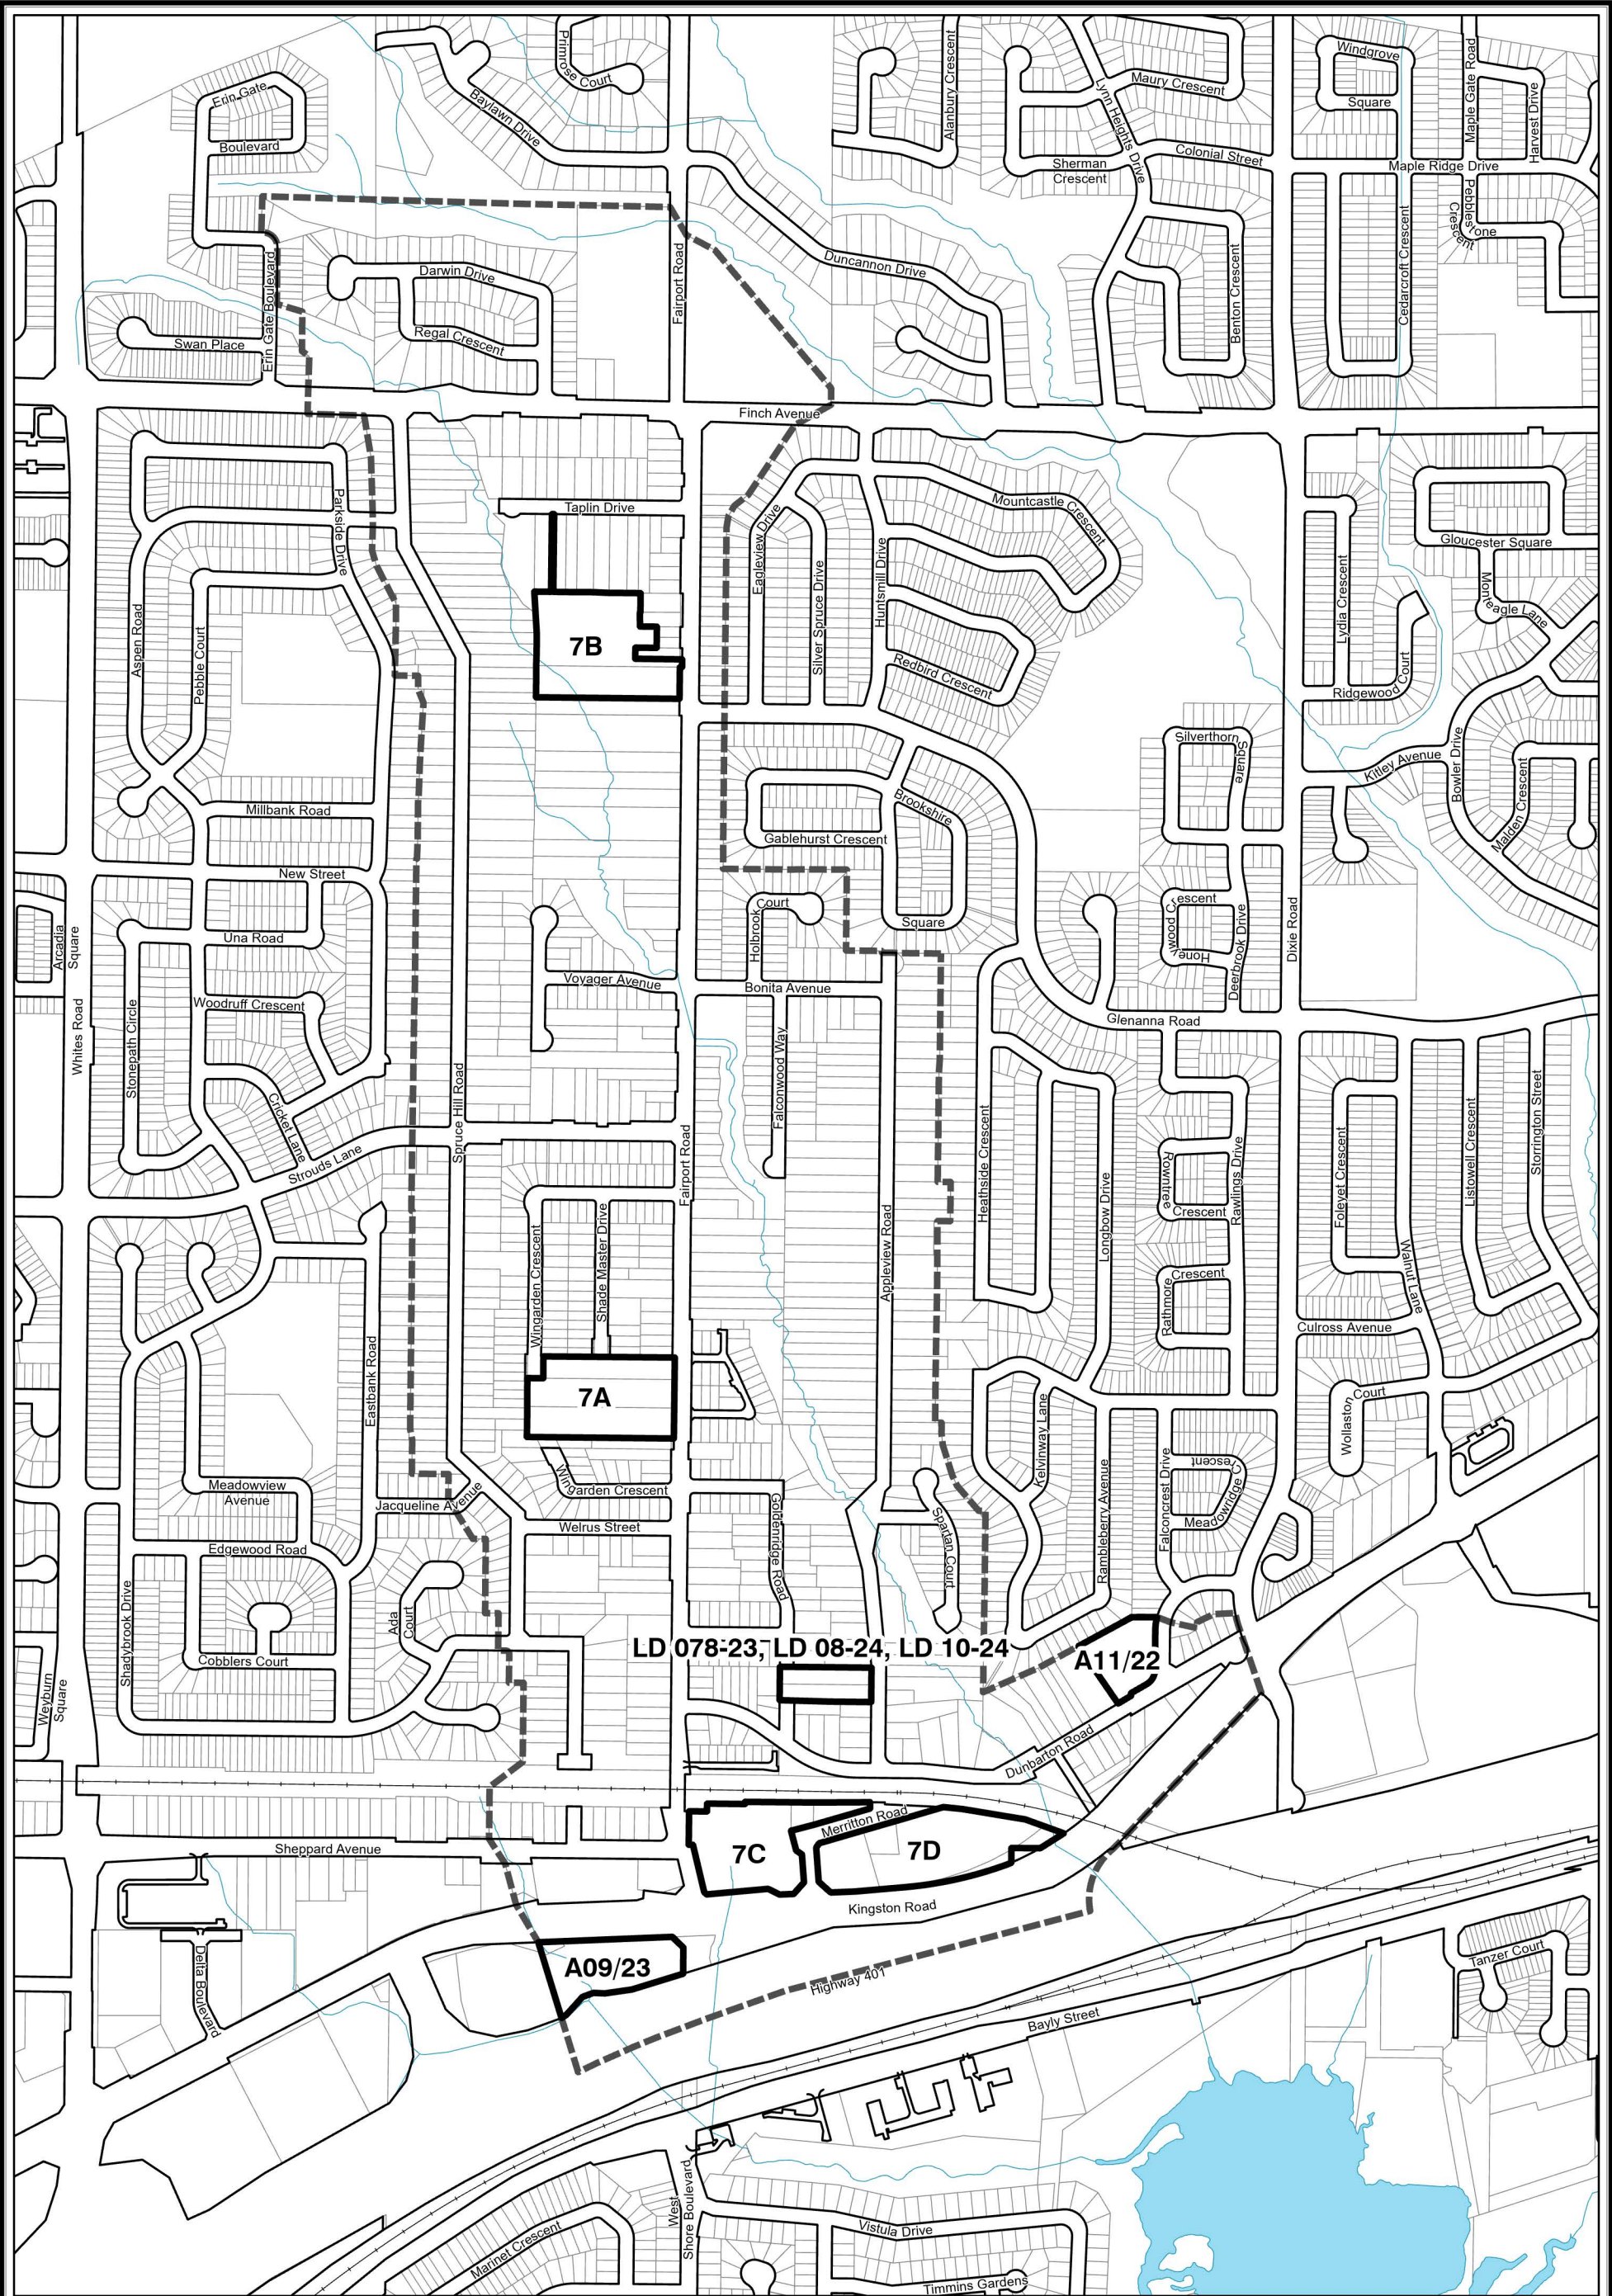 Primrose Court
Baylawn Drive
Erin Gate
Boulevard
Alanbury Crescent
Lynn Heights Drive
Maury Crescent
Sherman
Crescent
Colonial Street
Windgrove
Square
Maple Gate Road
Harvest Drive
Maple Ridge Drive
Pebblestone
Crescent
Cedarcroft Crescent
Benton Crescent
Duncannon Drive
Fairport Road
Darwin Drive
Regal Crescent
Erin Gate Boulevard
Swan Place
Finch Avenue
Taplin Drive
Parkside Drive
Aspen Road
Pebble Court
7B
Eagleview Drive
Silver Spruce Drive
Huntsmill Drive
Mountcastle Crescent
Redbird Crescent
Lydia Crescent
Gloucester Square
Monteagle Lane
Ridgewood Court
Kitley Avenue
Bowler Drive
Malden Crescent
Silverthorn
Square
Brookshire
Gablehurst Crescent
Square
Millbank Road
New Street
Una Road
Woodruff Crescent
Arcadia
Square
Whites Road
Stonepath Circle
Cricket Lane
Strouds Lane
Spruce Hill Road
Voyager Avenue
Holbrook
Court
Bonita Avenue
Falconwood Way
Honeywood Crescent
Deerbrook Drive
Dixie Road
Glenanna Road
Heathside Crescent
Longbow Drive
Rowntree
Crescent
Rawlings Drive
Rathmore
Crescent
Foleyet Crescent
Listowell Crescent
Storrington Street
Walnut Lane
Culross Avenue
Wollaston
Court
Fairport Road
Appleview Road
Wingarden Crescent
Shade Master Drive
7A
Wingarden Crescent
Eastbank Road
Meadowview
Avenue
Jacqueline Avenue
Welrus Street
Edgewood Road
Shadybrook Drive
Ada
Court
Cobblers Court
Weyburn
Square
Goldenridge Road
Spartan Court
Kelvinway Lane
Rambleberry Avenue
Falconcrest Drive
Meadowridge Crescent
LD 078-23, LD 08-24, LD 10-24
A11/22
Dunbarton Road
Merritton Road
7C
7D
Kingston Road
Sheppard Avenue
Delta Boulevard
A09/23
Highway 401
Bayly Street
Tanzer Court
West
Shore Boulevard
Marinet Crescent
Vistula Drive
Timmins Gardens